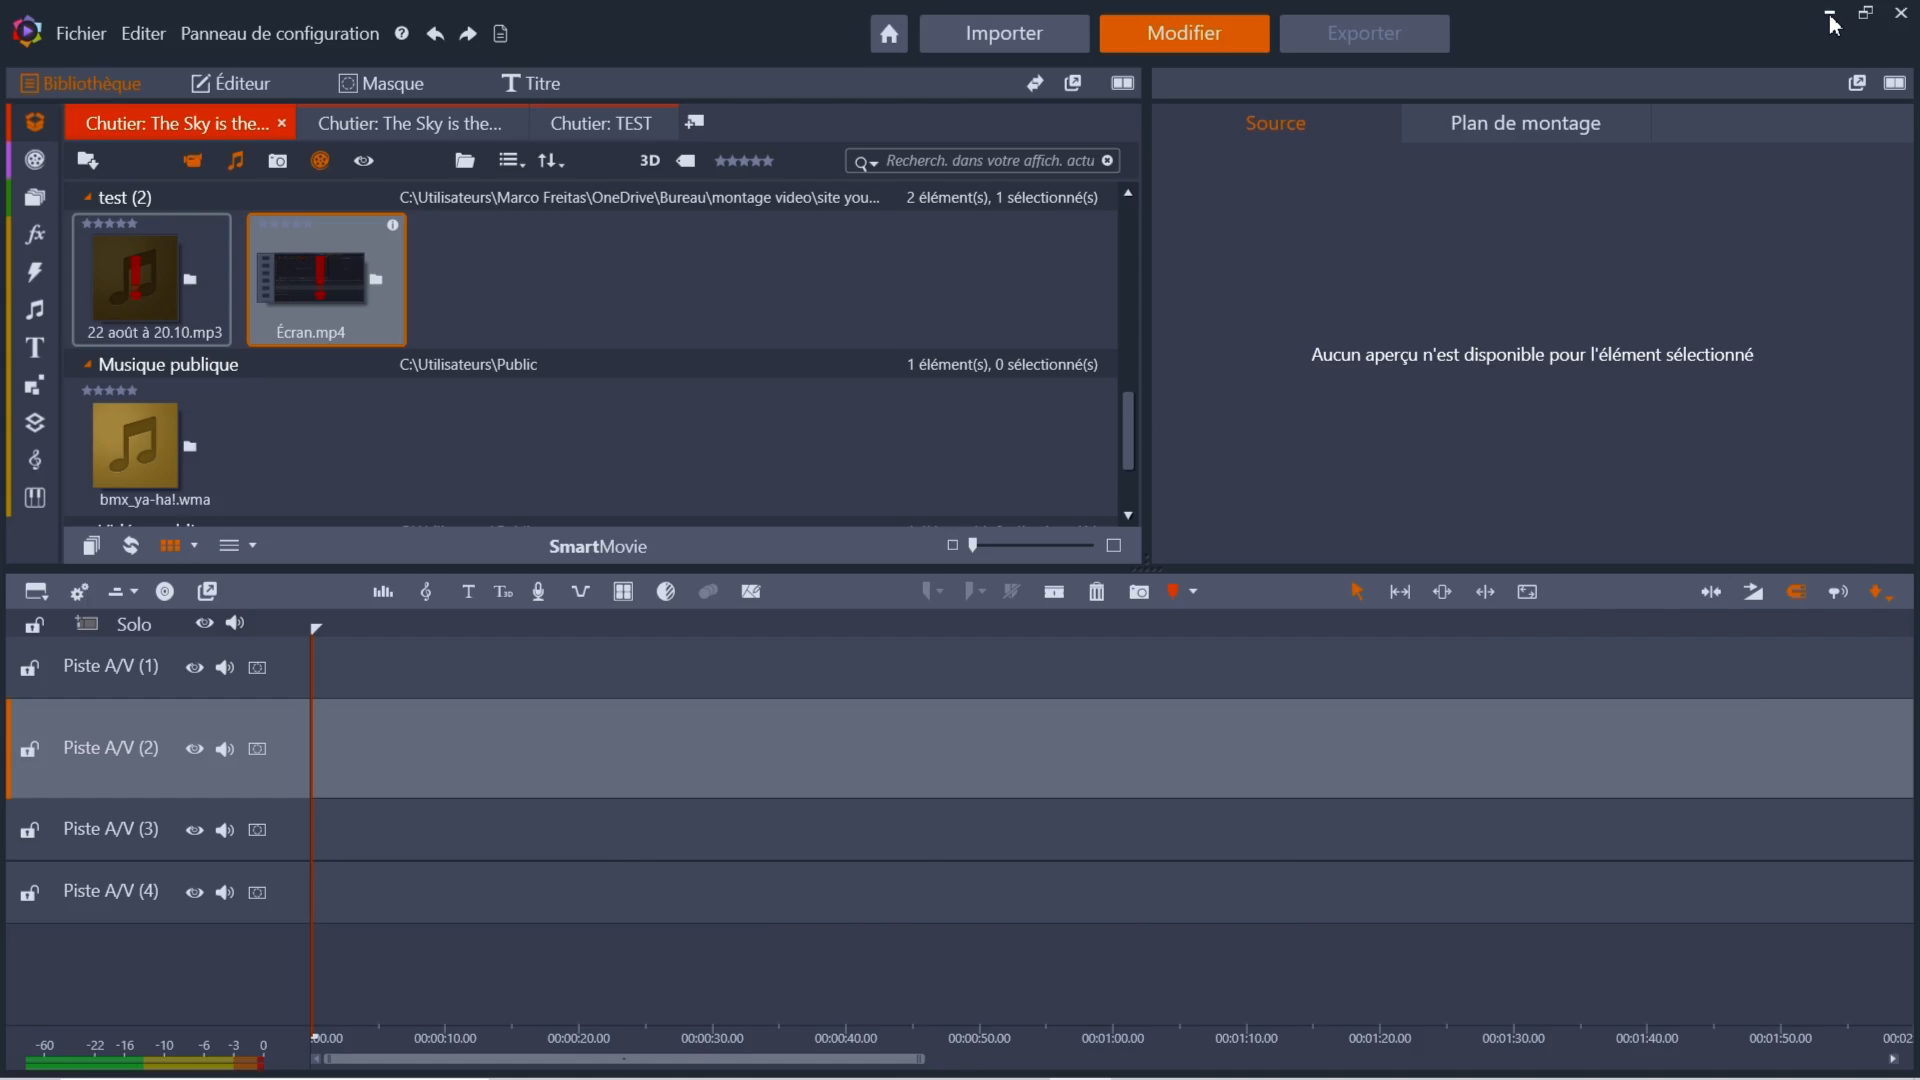 Fichier Editer Panneau de configuration
Importer Modifier Exporter
Bibliothèque Éditeur Masque Titre
Chutier: The Sky is the... × Chutier: The Sky is the... Chutier: TEST
Source Plan de montage
3D Recherch. dans votre affich. actu
test (2) C:\Utilisateurs\Marco Freitas\OneDrive\Bureau\montage video\site you... 2 élément(s), 1 sélectionné(s)
22 août à 20.10.mp3 Écran.mp4
Aucun aperçu n'est disponible pour l'élément sélectionné
Musique publique C:\Utilisateurs\Public 1 élément(s), 0 sélectionné(s)
bmx_ya-ha!.wma
SmartMovie
Solo
Piste A/V (1)
Piste A/V (2)
Piste A/V (3)
Piste A/V (4)
-60 -22 -16 -10 -6 -3 0
:00.00 00:00:10.00 00:00:20.00 00:00:30.00 00:00:40.00 00:00:50.00 00:01:00.00 00:01:10.00 00:01:20.00 00:01:30.00 00:01:40.00 00:01:50.00 00:02